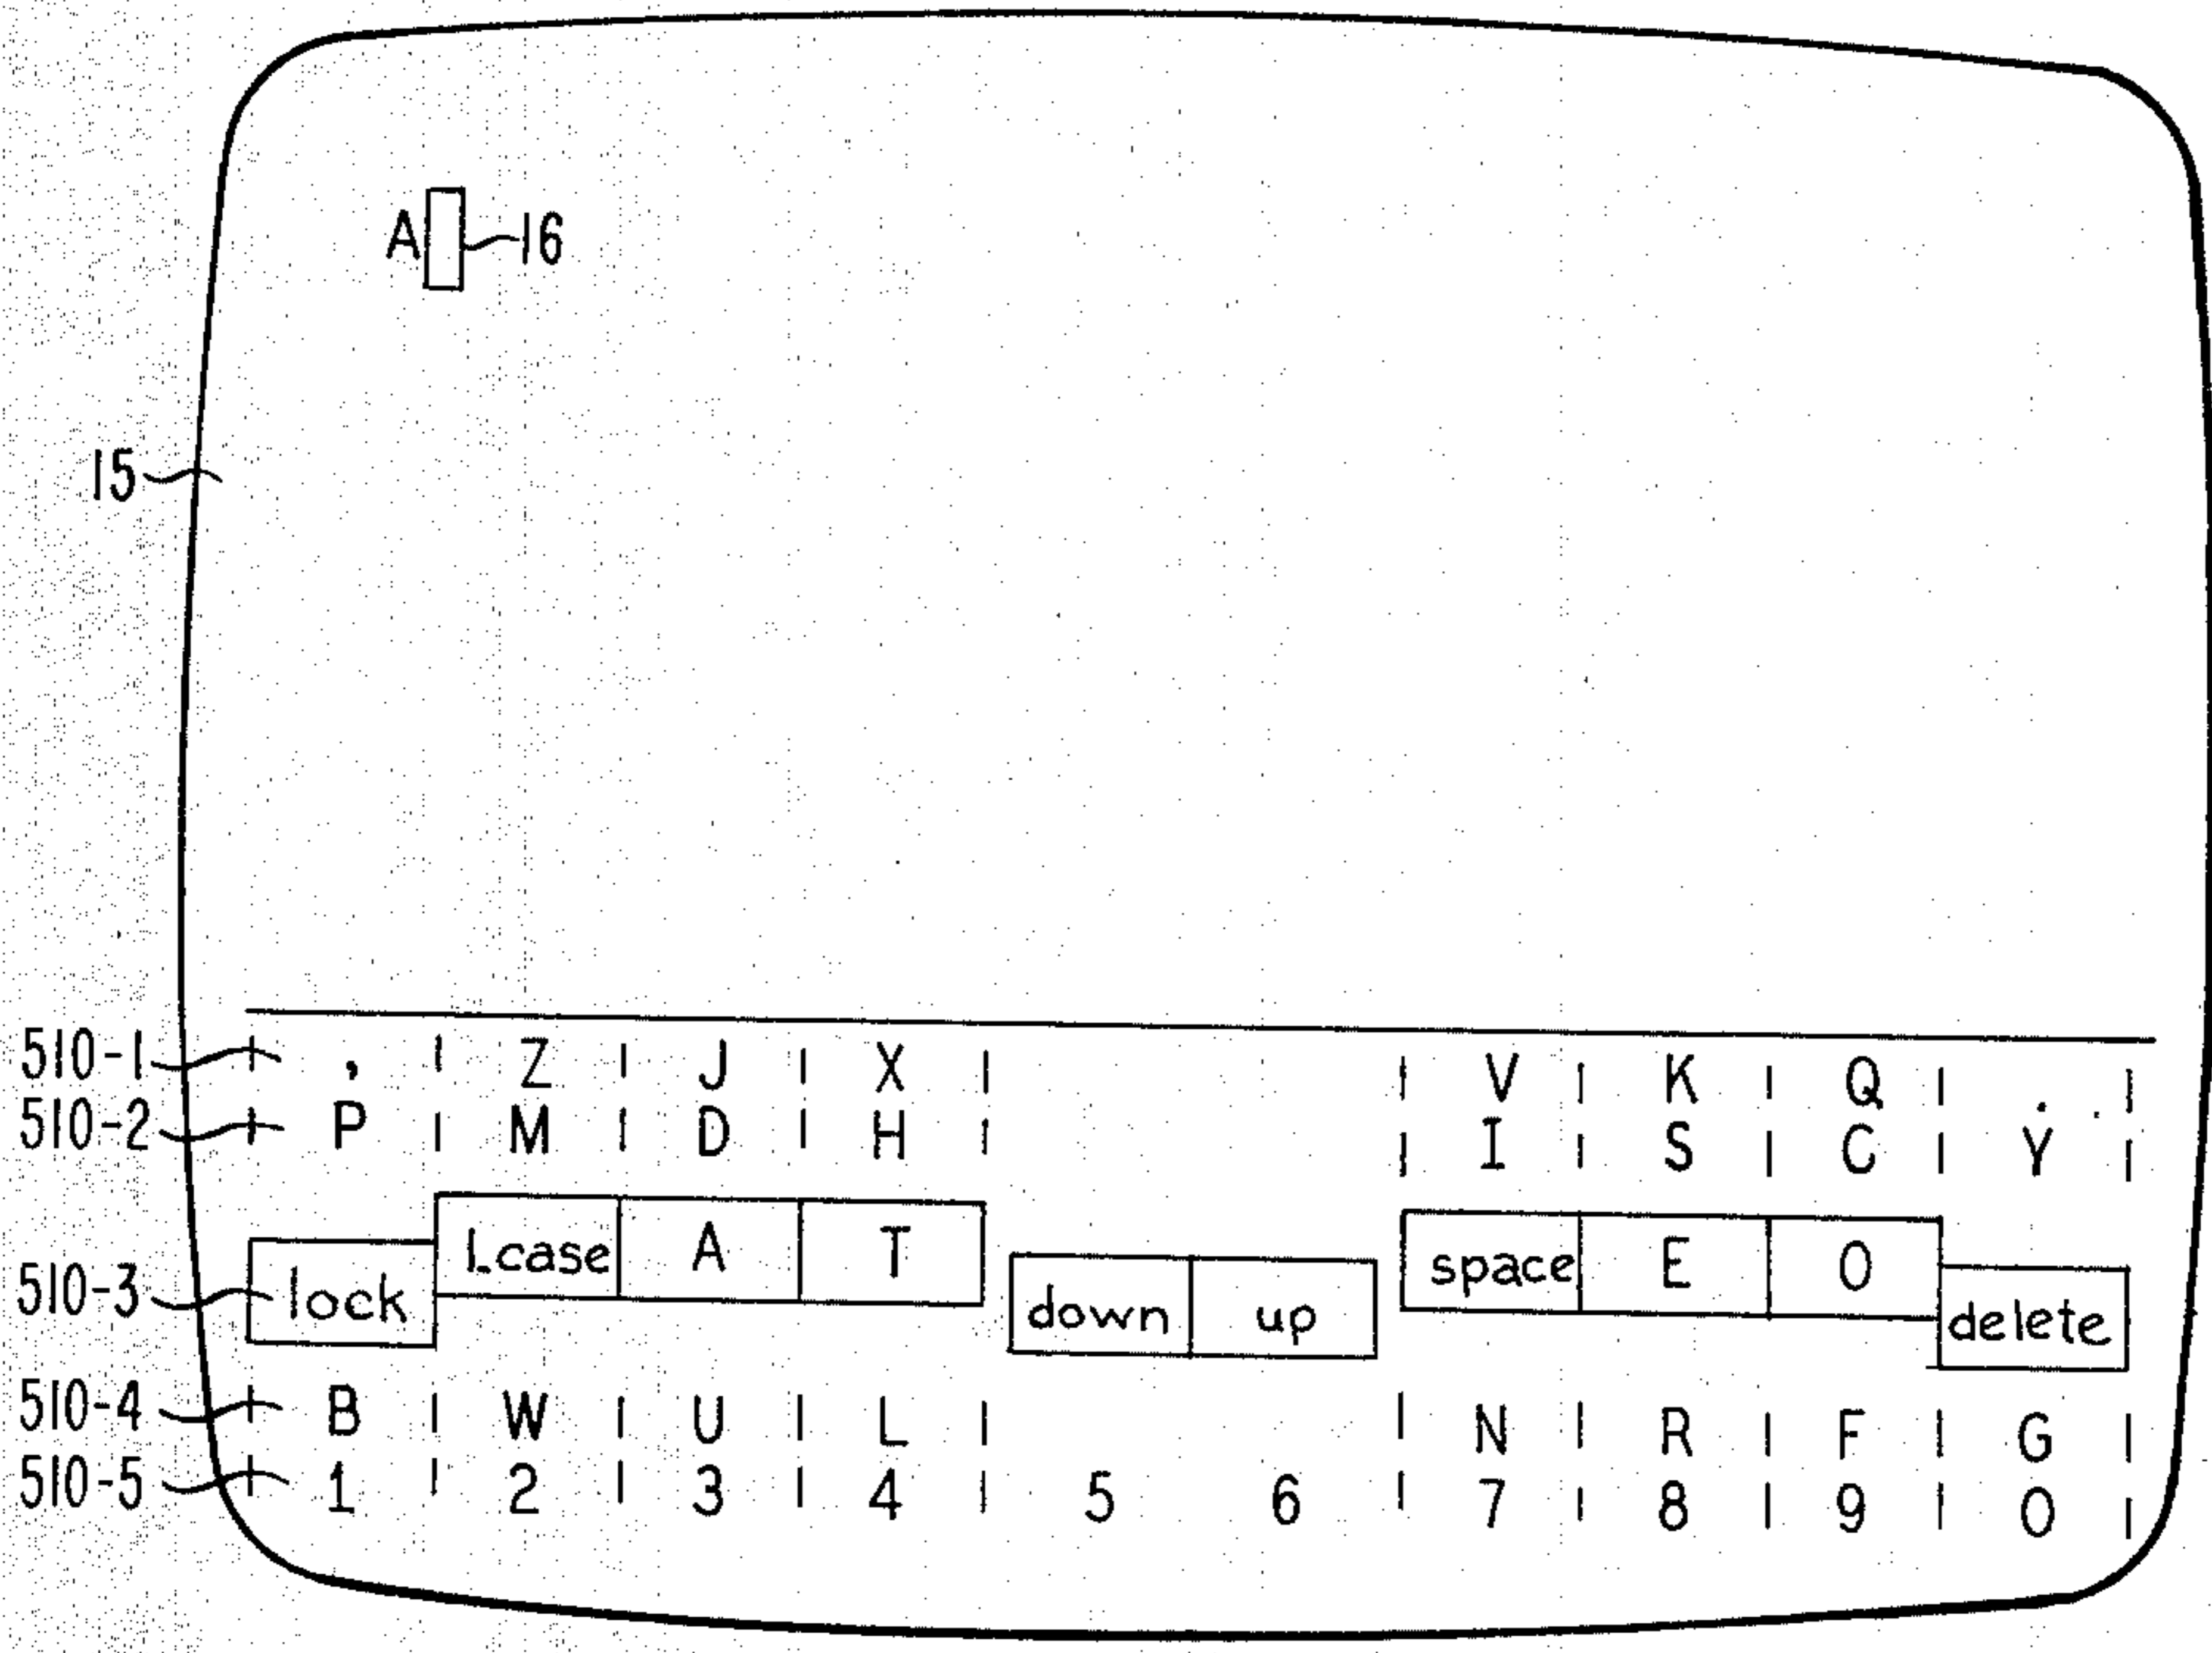 A 16
15
510-1 , Z J X V K Q .
510-2 P M D H I S C Y
510-3 lock l.case A T down up space E O delete
510-4 B W U L N R F G
510-5 1 2 3 4 5 6 7 8 9 0